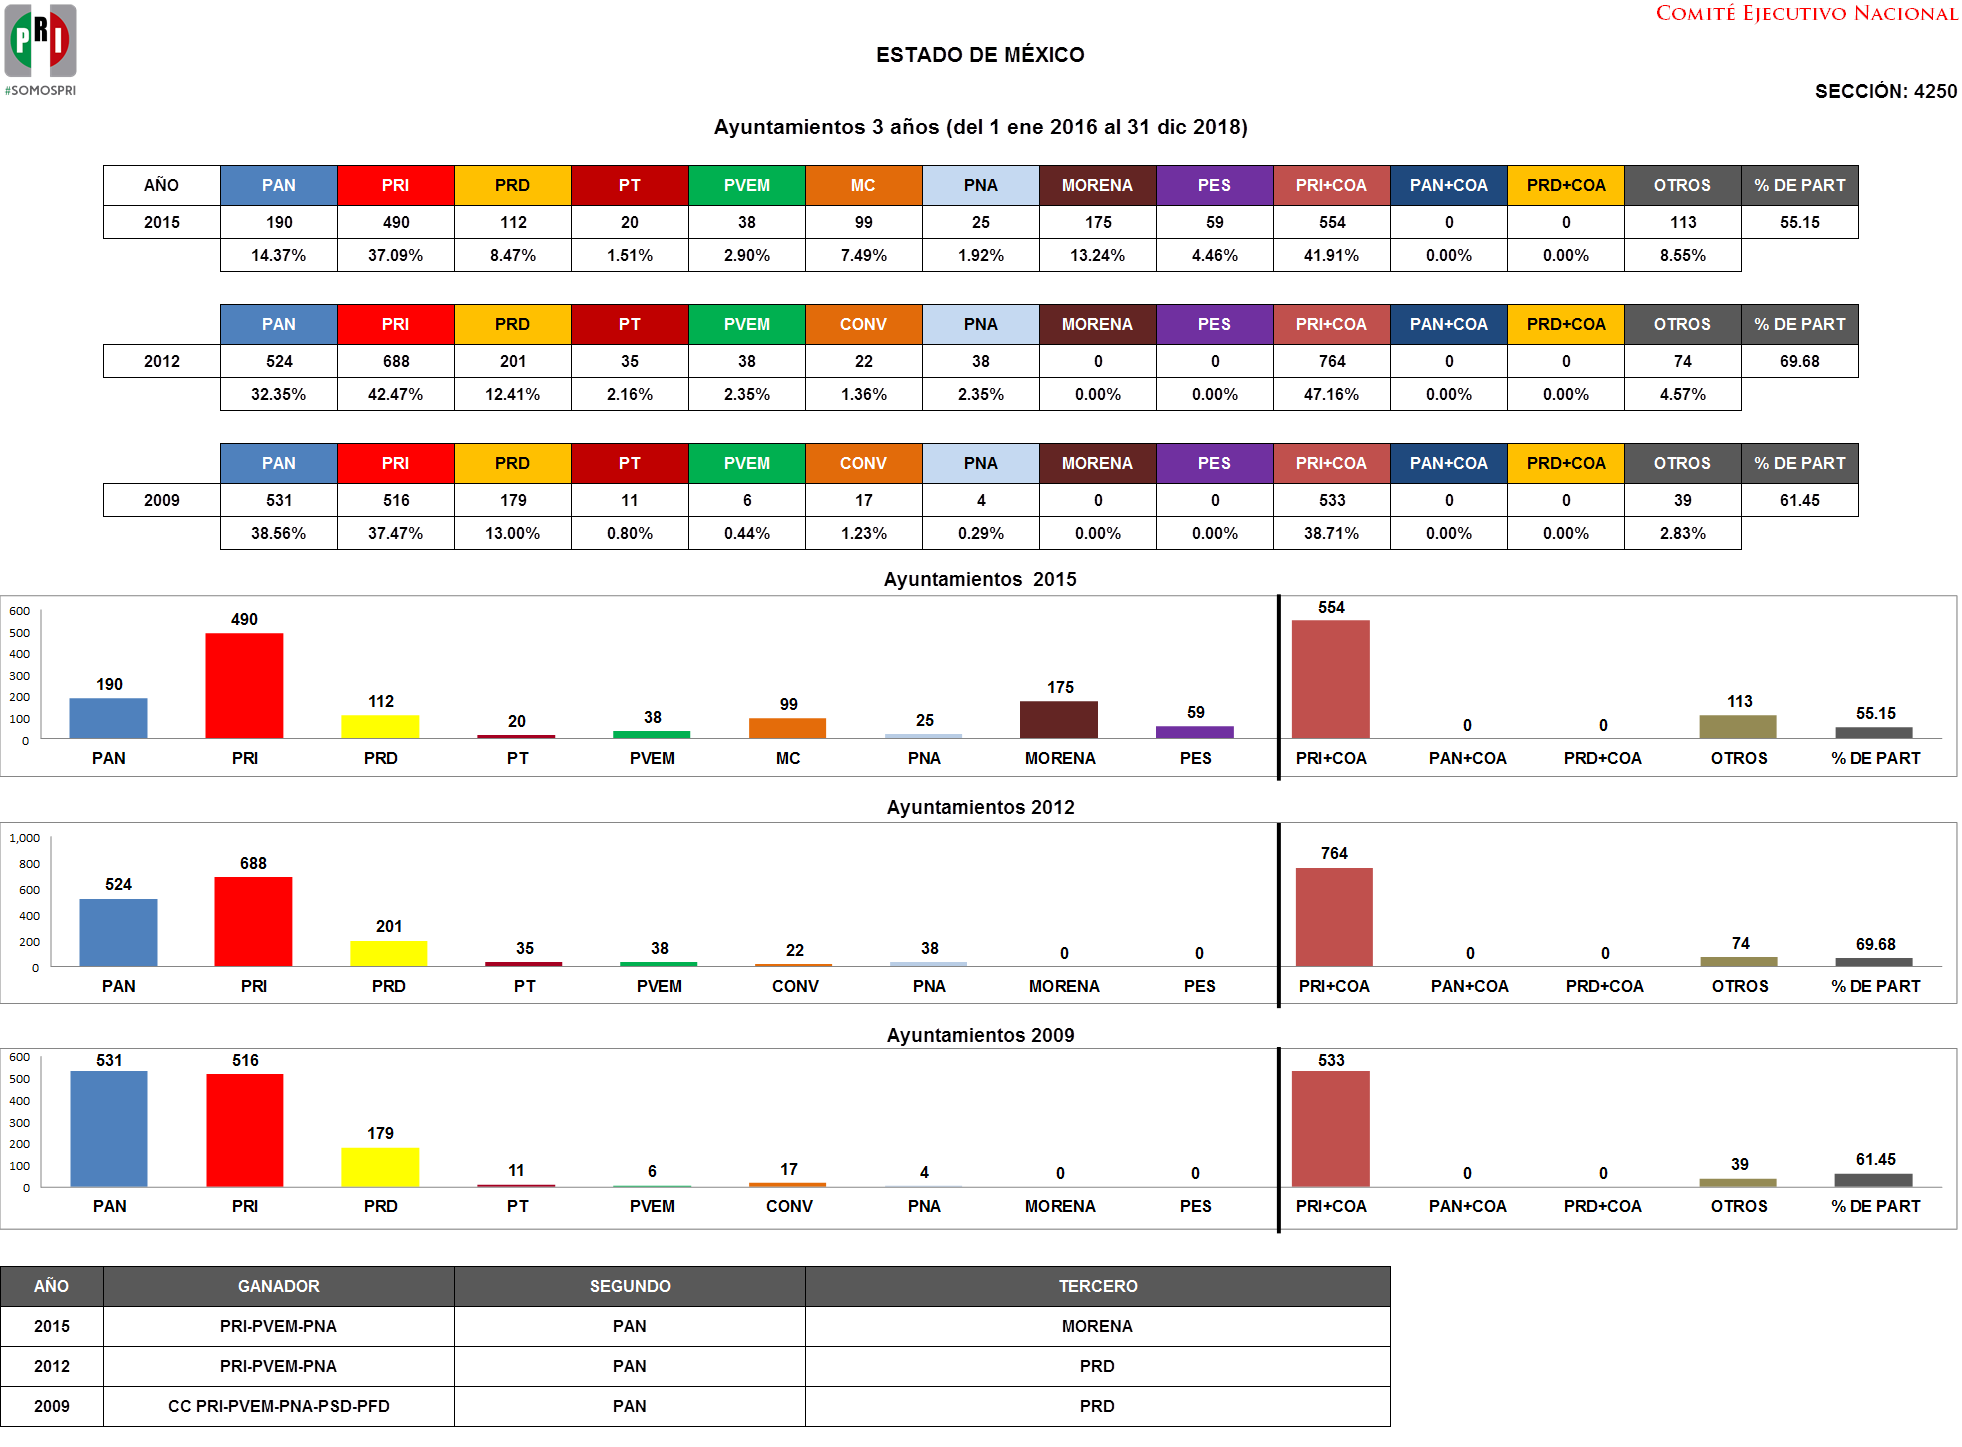 PRI
#SOMOSPRI
COMITÉ EJECUTIVO NACIONAL
ESTADO DE MÉXICO
SECCIÓN: 4250
Ayuntamientos 3 años (del 1 ene 2016 al 31 dic 2018)
AÑO PAN PRI PRD PT PVEM MC PNA MORENA PES PRI+COA PAN+COA PRD+COA OTROS % DE PART
2015 190 490 112 20 38 99 25 175 59 554 0 0 113 55.15
14.37% 37.09% 8.47% 1.51% 2.90% 7.49% 1.92% 13.24% 4.46% 41.91% 0.00% 0.00% 8.55%
PAN PRI PRD PT PVEM CONV PNA MORENA PES PRI+COA PAN+COA PRD+COA OTROS % DE PART
2012 524 688 201 35 38 22 38 0 0 764 0 0 74 69.68
32.35% 42.47% 12.41% 2.16% 2.35% 1.36% 2.35% 0.00% 0.00% 47.16% 0.00% 0.00% 4.57%
PAN PRI PRD PT PVEM CONV PNA MORENA PES PRI+COA PAN+COA PRD+COA OTROS % DE PART
2009 531 516 179 11 6 17 4 0 0 533 0 0 39 61.45
38.56% 37.47% 13.00% 0.80% 0.44% 1.23% 0.29% 0.00% 0.00% 38.71% 0.00% 0.00% 2.83%
Ayuntamientos 2015
600
500
400
300
200
100
0
190 490 112 20 38 99 25 175 59 554 0 0 113 55.15
PAN PRI PRD PT PVEM MC PNA MORENA PES PRI+COA PAN+COA PRD+COA OTROS % DE PART
Ayuntamientos 2012
1,000
800
600
400
200
0
524 688 201 35 38 22 38 0 0 764 0 0 74 69.68
PAN PRI PRD PT PVEM CONV PNA MORENA PES PRI+COA PAN+COA PRD+COA OTROS % DE PART
Ayuntamientos 2009
600
500
400
300
200
100
0
531 516 179 11 6 17 4 0 0 533 0 0 39 61.45
PAN PRI PRD PT PVEM CONV PNA MORENA PES PRI+COA PAN+COA PRD+COA OTROS % DE PART
AÑO GANADOR SEGUNDO TERCERO
2015 PRI-PVEM-PNA PAN MORENA
2012 PRI-PVEM-PNA PAN PRD
2009 CC PRI-PVEM-PNA-PSD-PFD PAN PRD